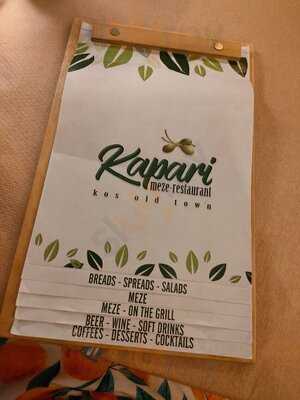 Kapari
meze-restaurant
kos old town
BREADS - SPREADS - SALADS
MEZE
MEZE - ON THE GRILL
BEER - WINE - SOFT DRINKS
COFFEES - DESSERTS - COCKTAILS